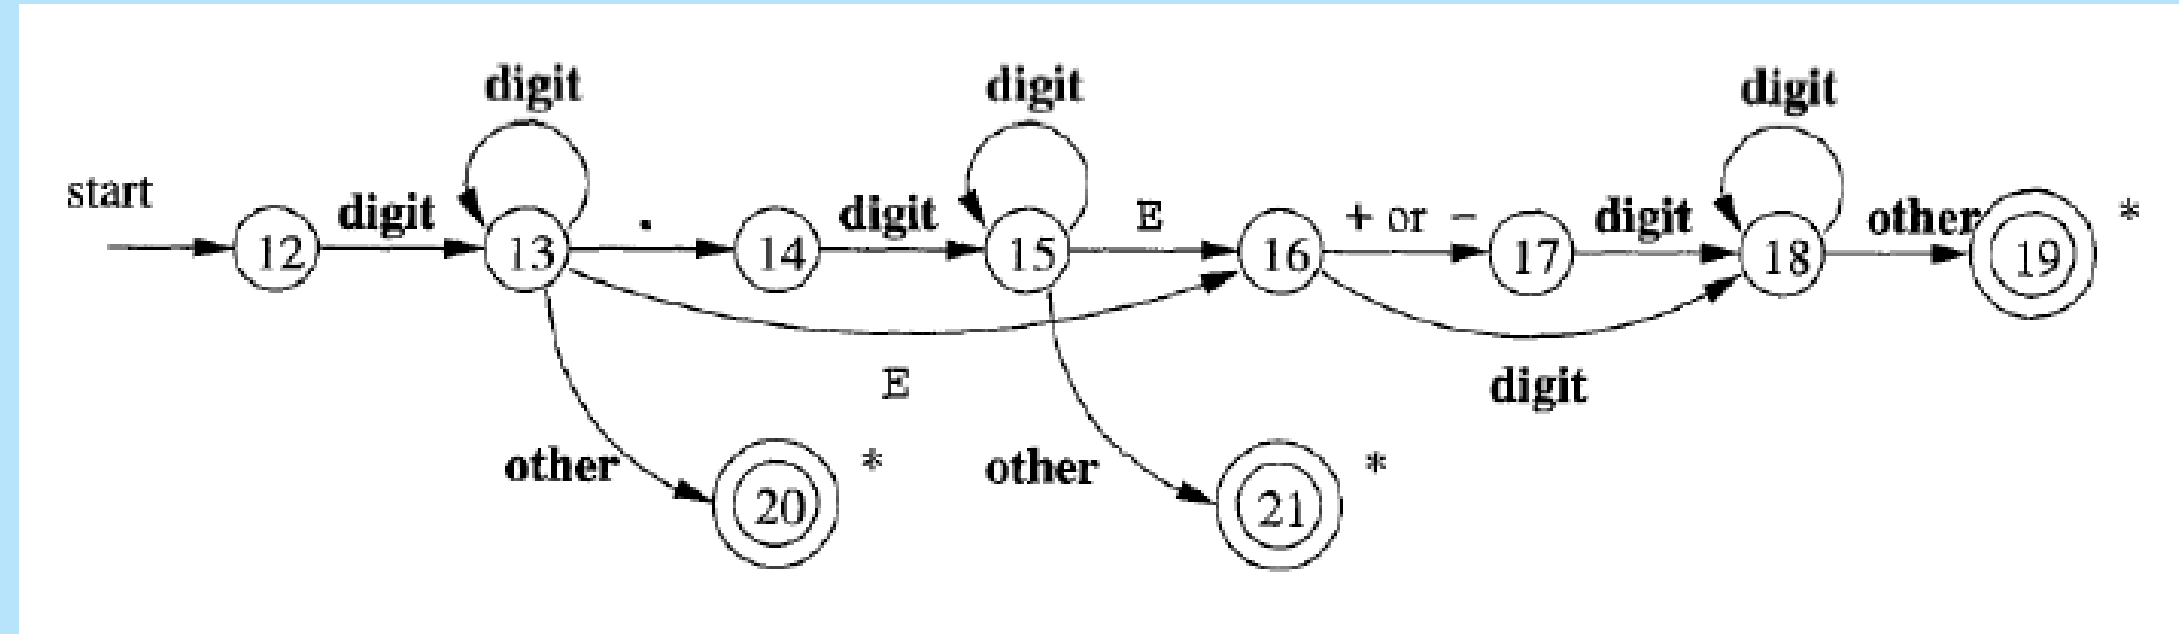 digit digit digit
start digit . digit E + or - digit other *
12 13 14 15 16 17 18 19
E digit
other * other *
20 21